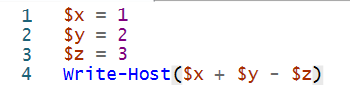 1 $x = 1
2 $y = 2
3 $z = 3
4 Write-Host($x + $y - $z)